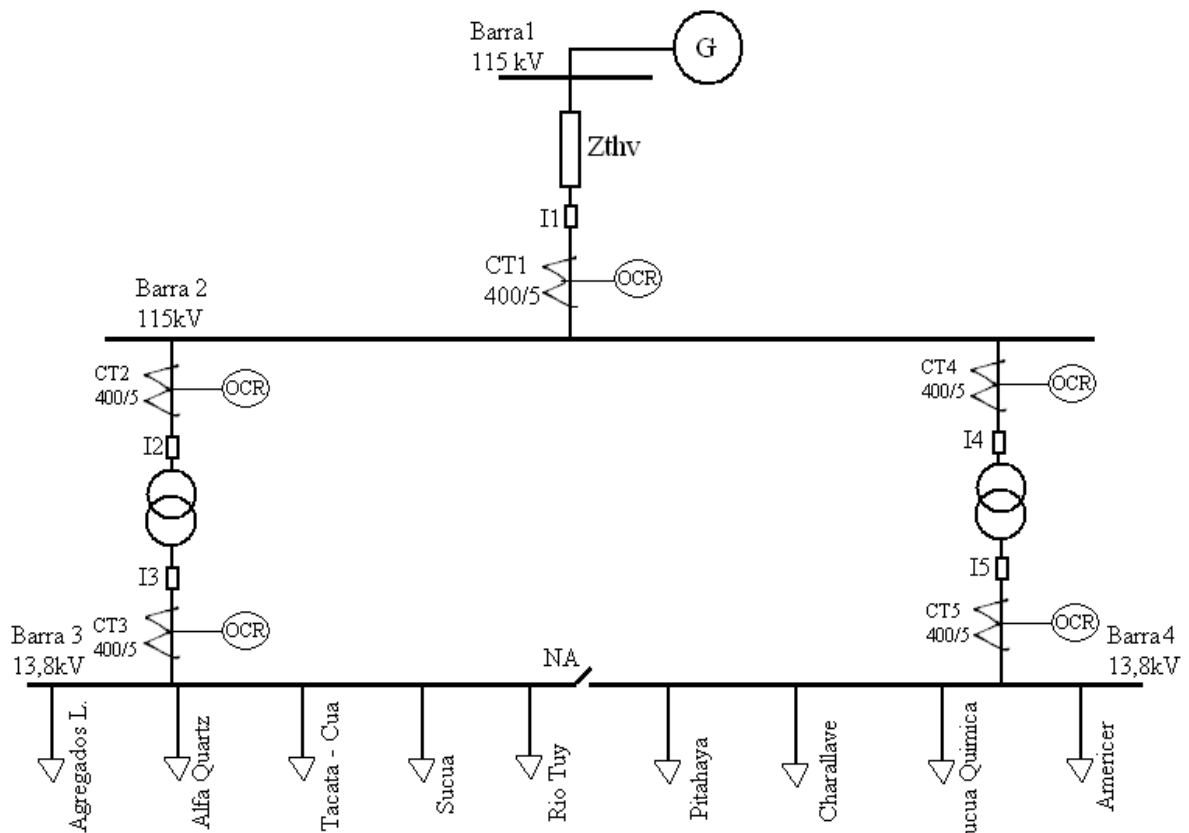 Barra1
115 kV
G
Zthv
I1
CT1
400/5
OCR
Barra 2
115kV
CT2
400/5
OCR
CT4
400/5
OCR
I2
I4
I3
I5
CT3
400/5
OCR
CT5
400/5
OCR
Barra 3
13,8kV
NA
Barra4
13,8kV
Agregados L.
Alfa Quartz
Tacata - Cua
Sucua
Rio Tuy
Pitahaya
Charallave
ucua Quimica
Americer